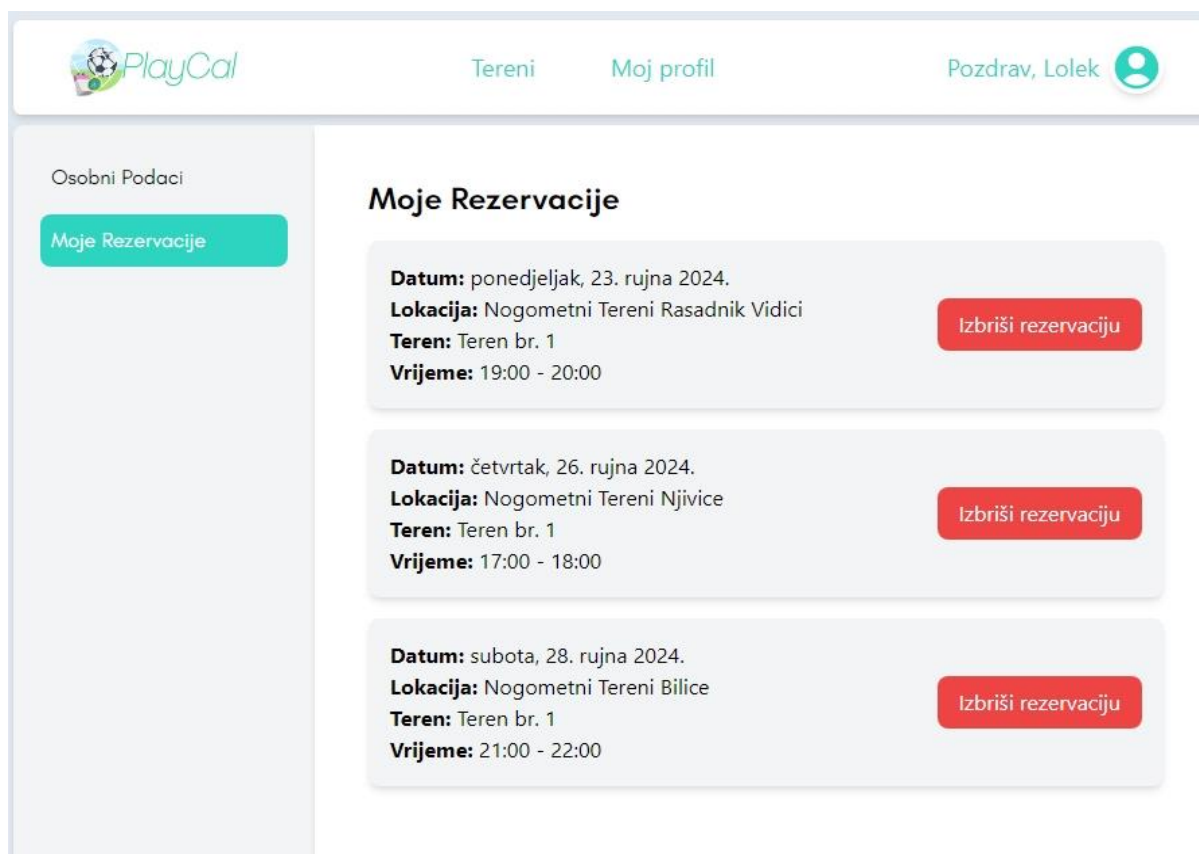 PlayCal
Tereni
Moj profil
Pozdrav, Lolek
Osobni Podaci
Moje Rezervacije
Moje Rezervacije
Datum: ponedjeljak, 23. rujna 2024.
Lokacija: Nogometni Tereni Rasadnik Vidici
Teren: Teren br. 1
Vrijeme: 19:00 - 20:00
Izbriši rezervaciju
Datum: četvrtak, 26. rujna 2024.
Lokacija: Nogometni Tereni Njivice
Teren: Teren br. 1
Vrijeme: 17:00 - 18:00
Izbriši rezervaciju
Datum: subota, 28. rujna 2024.
Lokacija: Nogometni Tereni Bilice
Teren: Teren br. 1
Vrijeme: 21:00 - 22:00
Izbriši rezervaciju